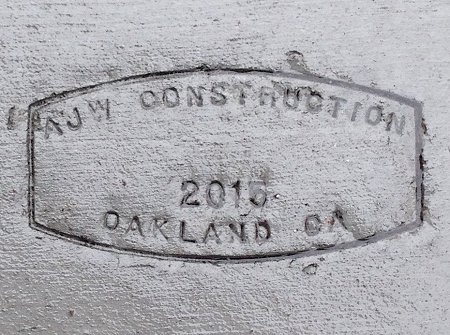 AJW CONSTRUCTION
2015
OAKLAND CA